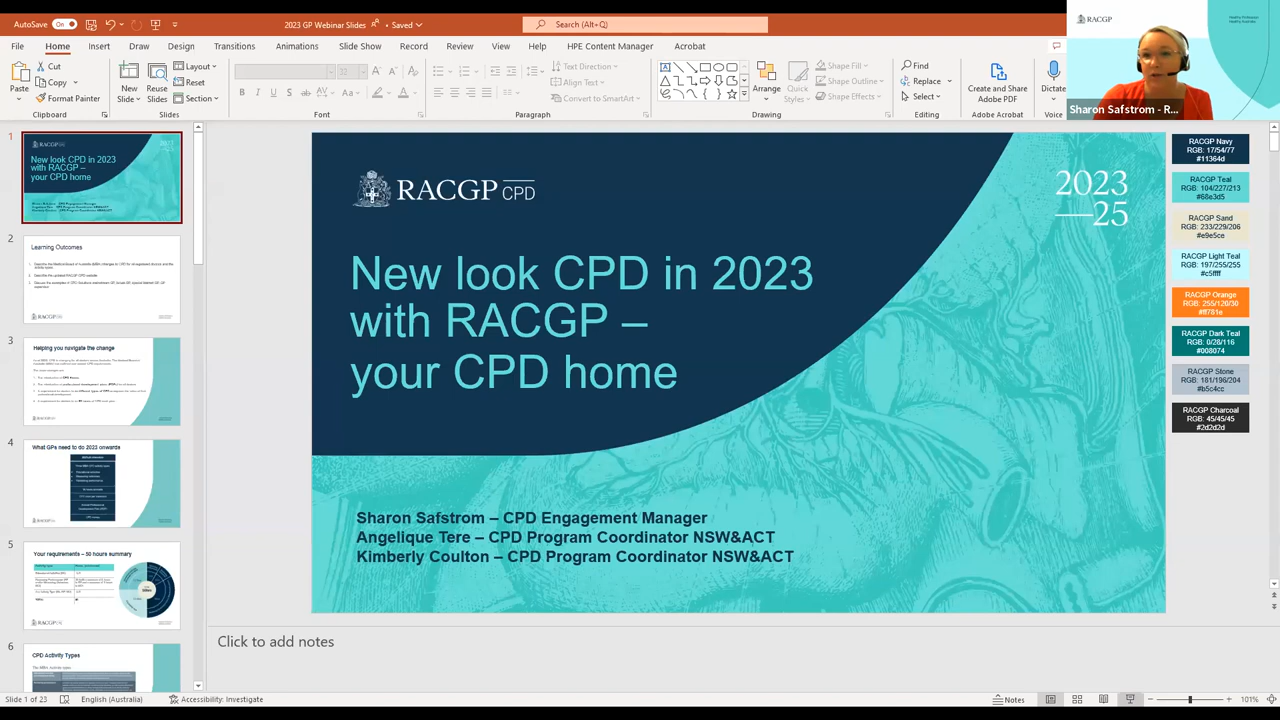 AutoSave
On
2023 GP Webinar Slides
Saved
Search (Alt+Q)
RACGP
File
Home
Insert
Draw
Design
Transitions
Animations
Slide Show
Record
Review
View
Help
HPE Content Manager
Acrobat
Paste
Cut
Copy
Format Painter
Clipboard
New Slide
Reuse Slides
Layout
Reset
Section
Slides
32
Font
Text Direction
Align Text
Convert to SmartArt
Paragraph
Arrange
Quick Styles
Shape Fill
Shape Outline
Shape Effects
Drawing
Find
Replace
Select
Editing
Create and Share Adobe PDF
Adobe Acrobat
Dictate
Voice
Sharon Safstrom - R...
1
New look CPD in 2023
with RACGP –
your CPD home
2
Learning Outcomes
3
Helping you navigate the change
4
What GPs need to do 2023 onwards
5
Your requirements – 50 hours summary
6
CPD Activity Types
RACGP CPD
2023
—25
New look CPD in 2023
with RACGP –
your CPD home
Sharon Safstrom – CPD Engagement Manager
Angelique Tere – CPD Program Coordinator NSW&ACT
Kimberly Coulton – CPD Program Coordinator NSW&ACT
RACGP Navy
RGB: 17/54/77
#11364d
RACGP Teal
RGB: 104/227/213
#68e3d5
RACGP Sand
RGB: 233/229/206
#e9e5ce
RACGP Light Teal
RGB: 197/255/255
#c5ffff
RACGP Orange
RGB: 255/120/30
#ff781e
RACGP Dark Teal
RGB: 0/28/116
#008074
RACGP Stone
RGB: 181/196/204
#b5c4cc
RACGP Charcoal
RGB: 45/45/45
#2d2d2d
Click to add notes
Slide 1 of 23
English (Australia)
Accessibility: Investigate
Notes
101%